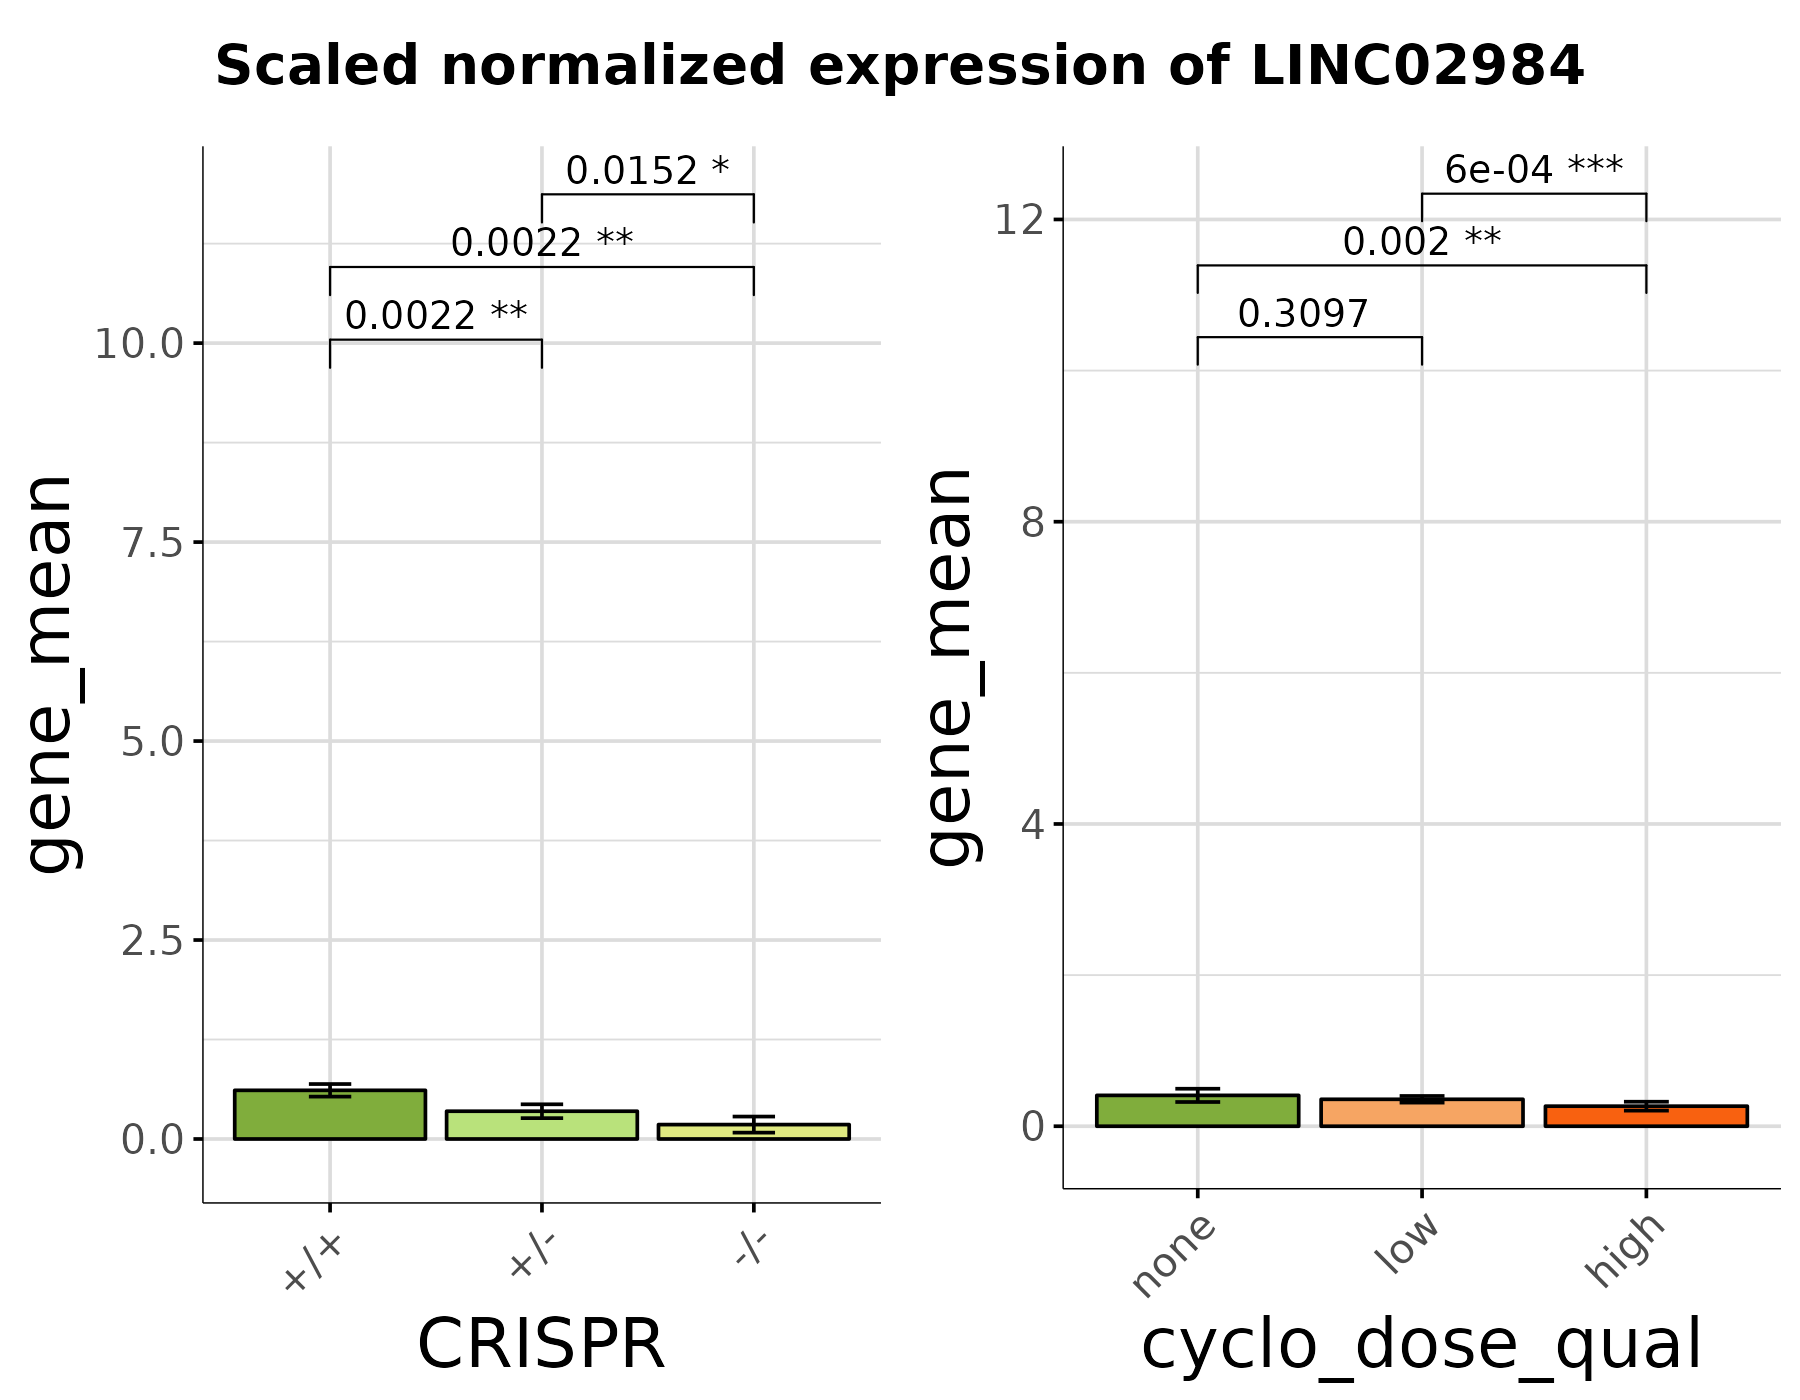 Scaled normalized expression of LINC02984
gene_mean
10.0
7.5
5.0
2.5
0.0
0.0152 *
0.0022 **
0.0022 **
+/+
+/-
-/-
CRISPR
gene_mean
12
8
4
0
6e-04 ***
0.002 **
0.3097
none
low
high
cyclo_dose_qual